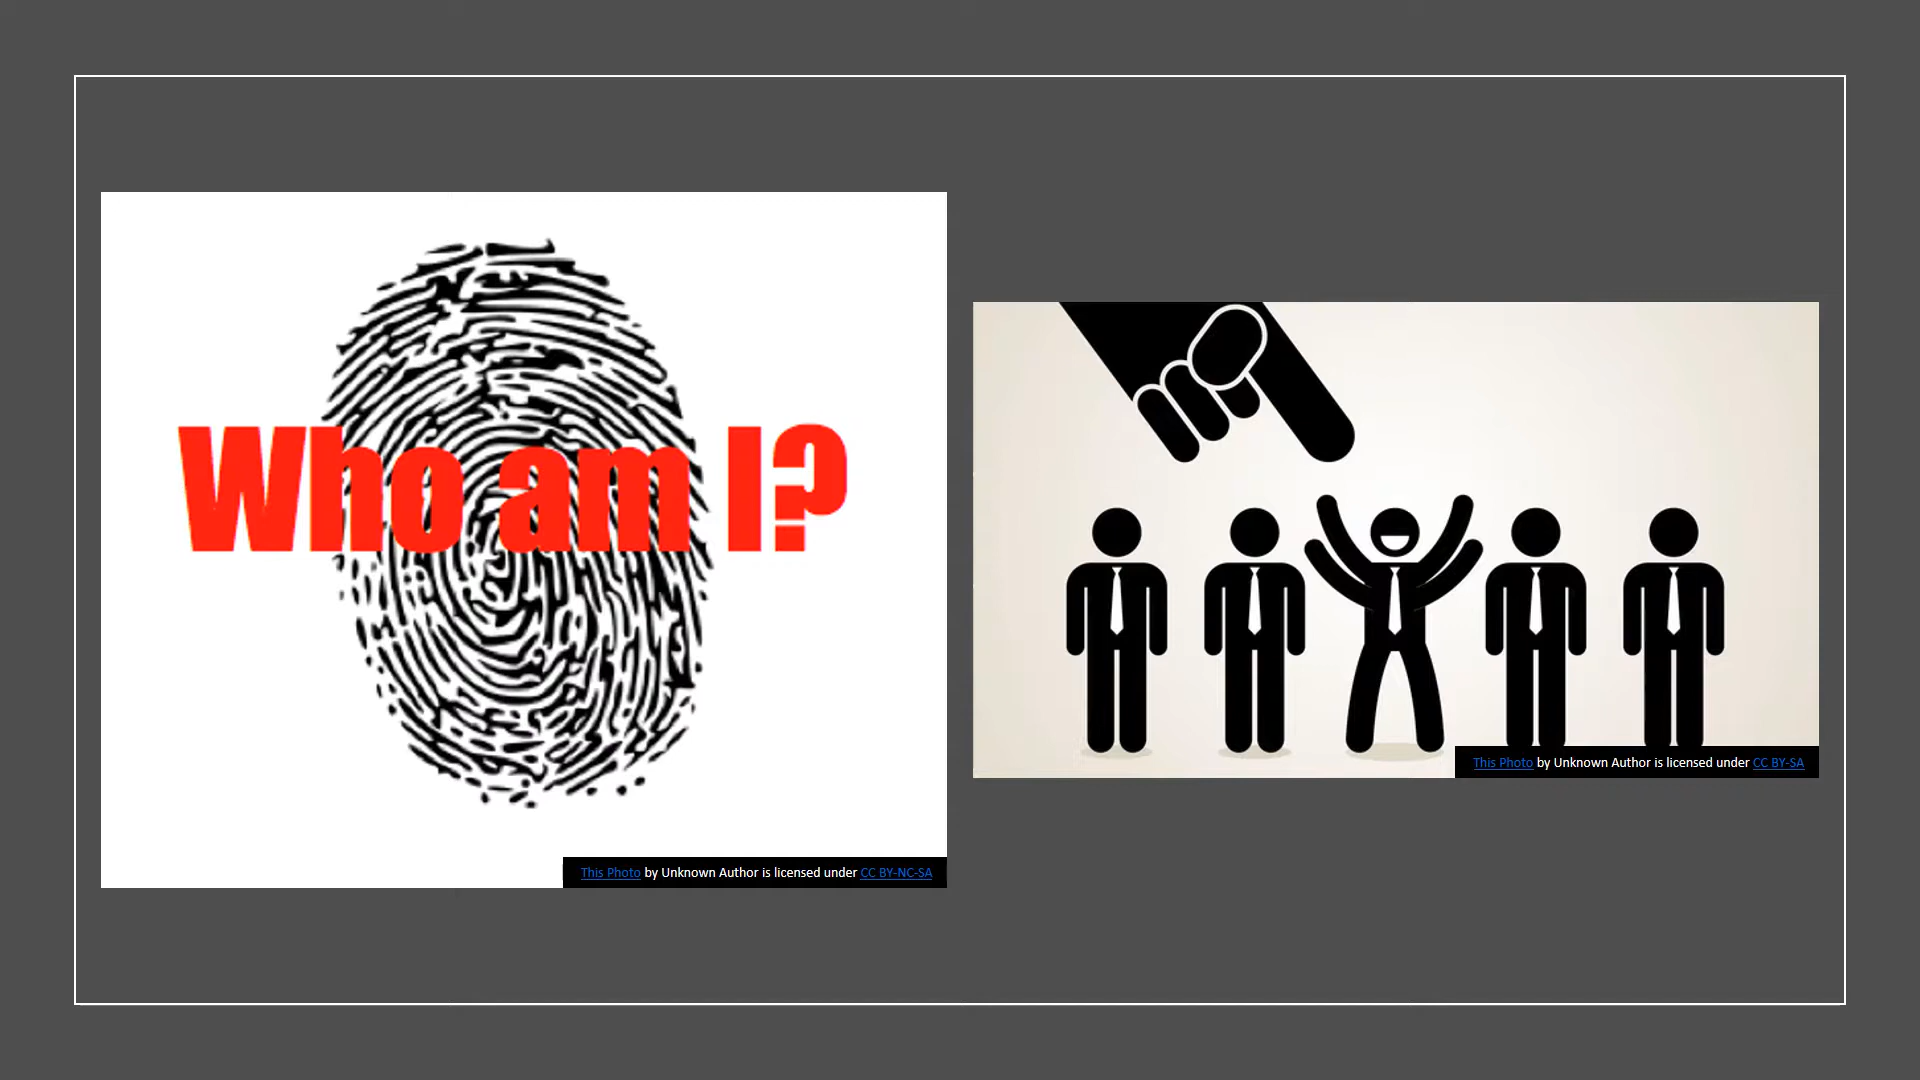 Who am I?
This Photo by Unknown Author is licensed under CC BY-NC-SA
This Photo by Unknown Author is licensed under CC BY-SA